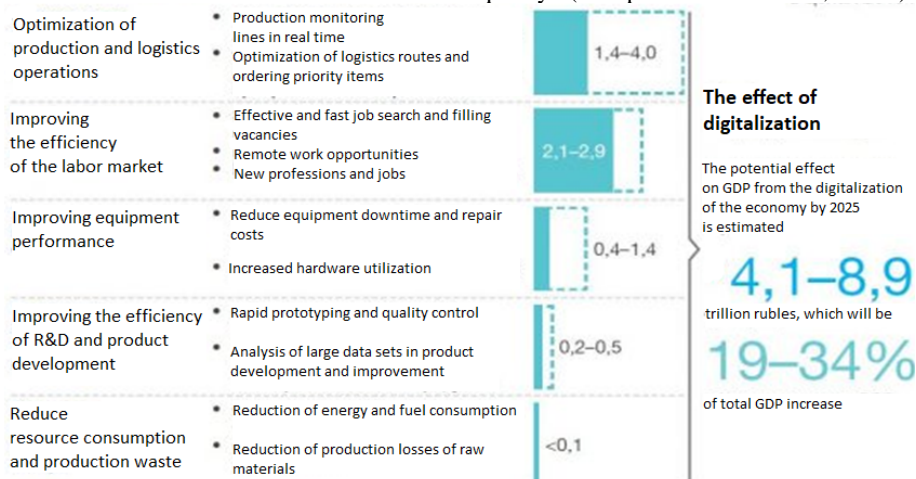 Optimization of
production and logistics
operations
• Production monitoring
lines in real time
• Optimization of logistics routes and
ordering priority items
1,4–4,0
Improving
the efficiency
of the labor market
• Effective and fast job search and filling
vacancies
• Remote work opportunities
• New professions and jobs
2,1–2,9
Improving equipment
performance
• Reduce equipment downtime and repair
costs
• Increased hardware utilization
0,4–1,4
Improving the efficiency
of R&D and product
development
• Rapid prototyping and quality control
• Analysis of large data sets in product
development and improvement
0,2–0,5
Reduce
resource consumption
and production waste
• Reduction of energy and fuel consumption
• Reduction of production losses of raw
materials
<0,1
The effect of
digitalization
The potential effect
on GDP from the digitalization
of the economy by 2025
is estimated
4,1–8,9
trillion rubles, which will be
19–34%
of total GDP increase